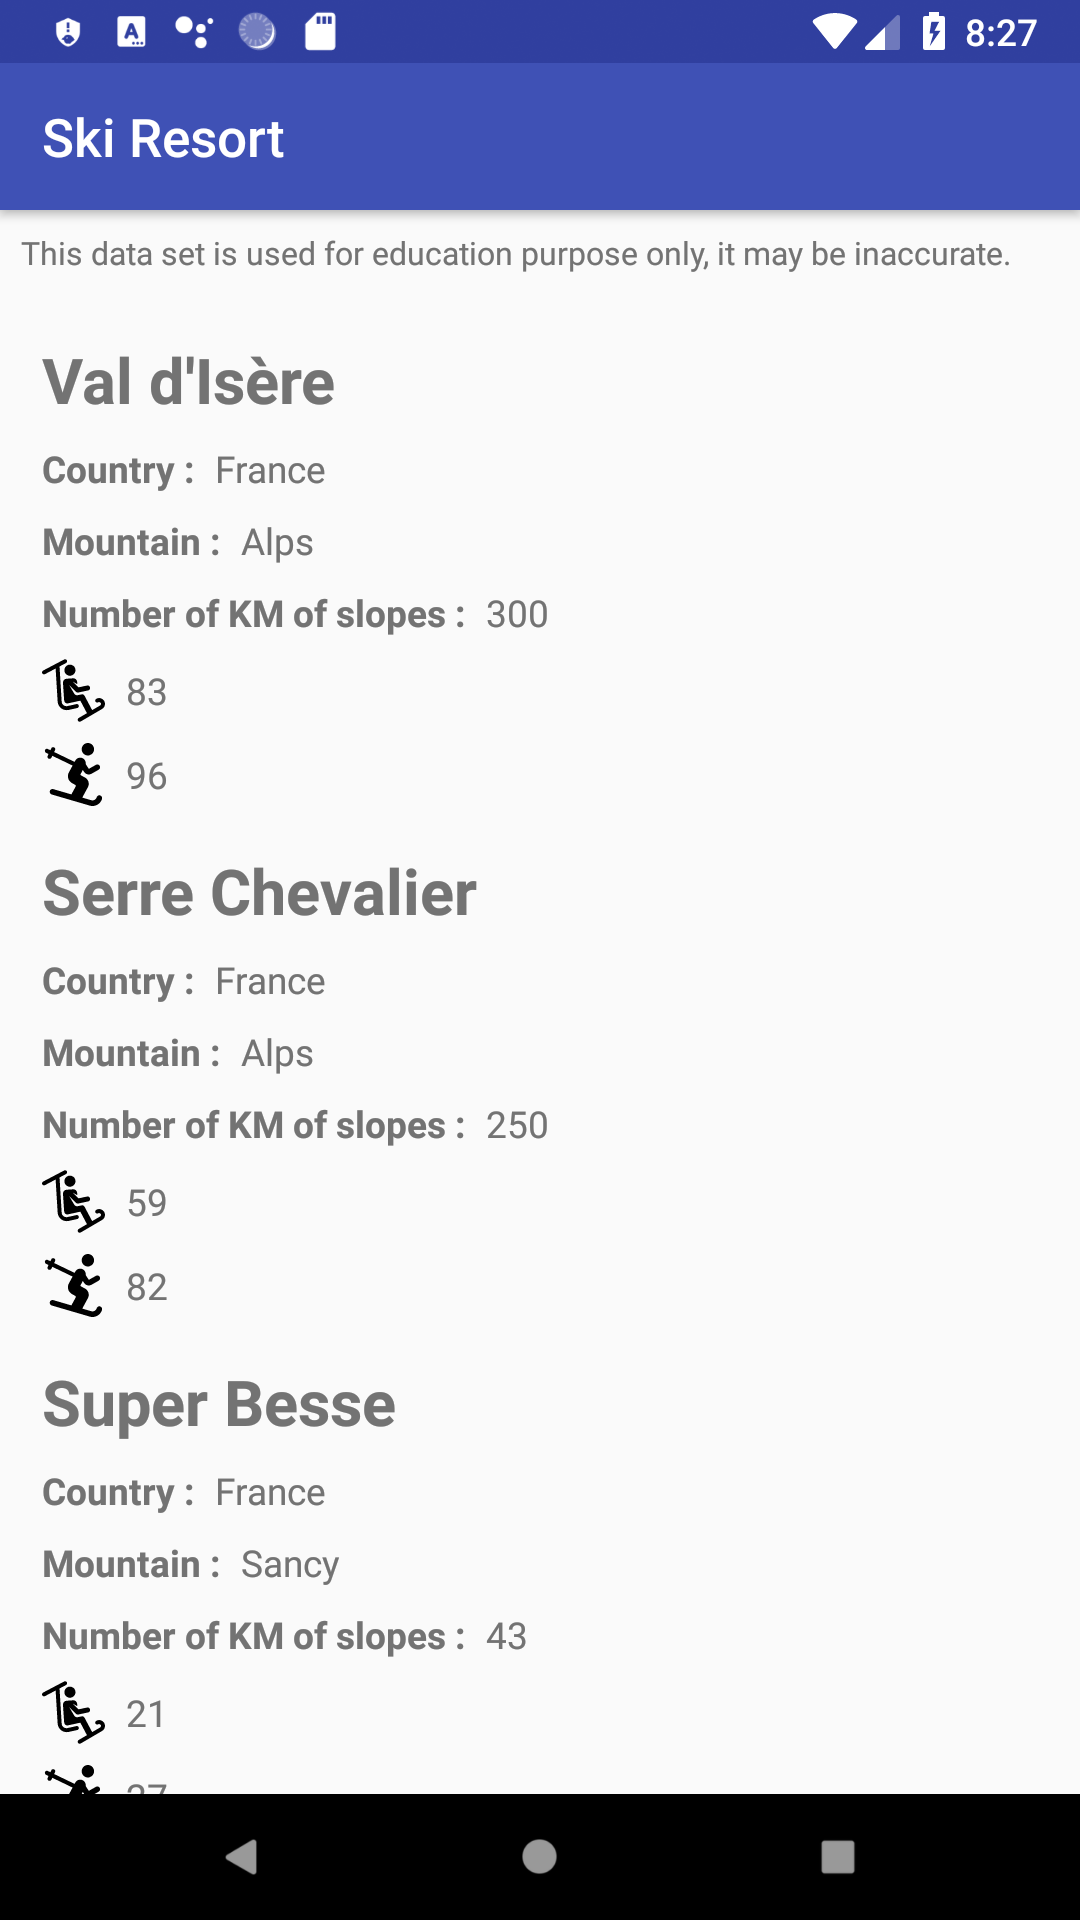 8:27
Ski Resort
This data set is used for education purpose only, it may be inaccurate.
Val d'Isère
Country : France
Mountain : Alps
Number of KM of slopes : 300
83
96
Serre Chevalier
Country : France
Mountain : Alps
Number of KM of slopes : 250
59
82
Super Besse
Country : France
Mountain : Sancy
Number of KM of slopes : 43
21